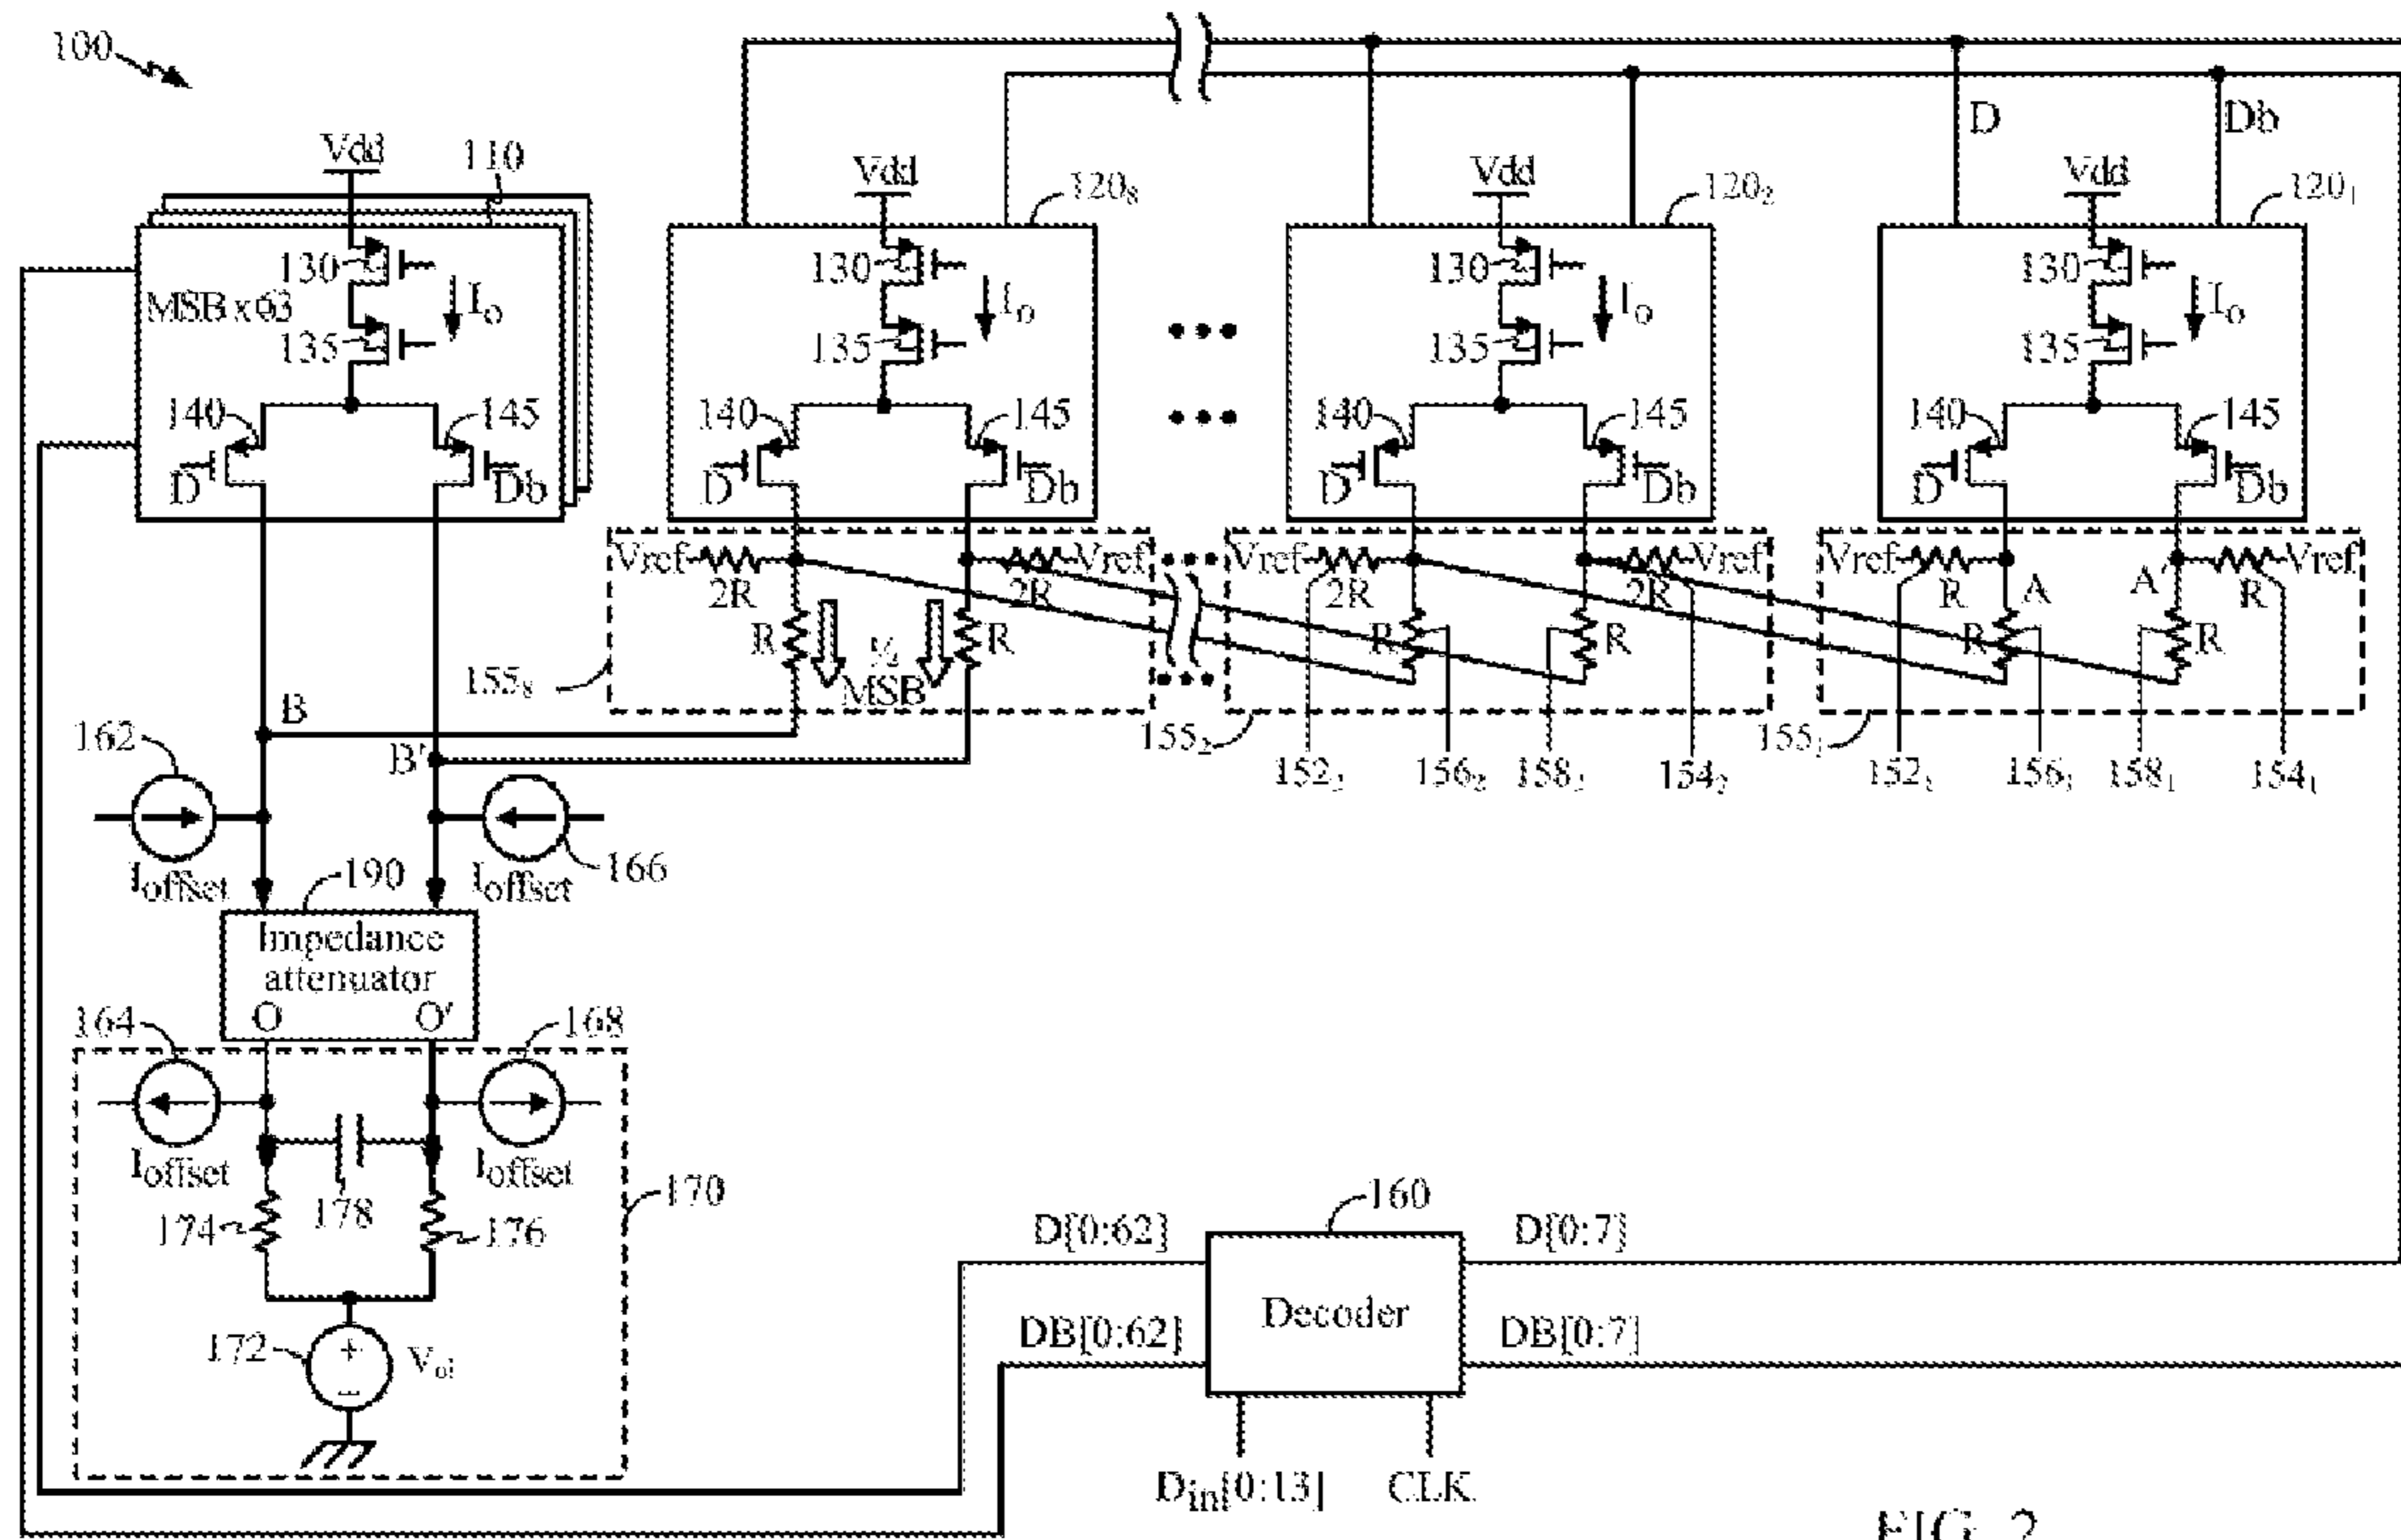 100
D
Db
Vdd
110
Vdd
120₈
Vdd
120₂
Vdd
120₁
130
Iₒ
MSB x 63
135
140
145
D
Db
130
Iₒ
135
140
145
D
Db
130
Iₒ
135
140
145
D
Db
130
Iₒ
135
140
145
D
Db
Vref
2R
Vref
2R
R
½
MSB
R
155₈
Vref
2R
Vref
2R
R
R
155₂
Vref
R
A
A'
Vref
R
R
R
155₁
152₂
156₂
158₂
154₂
152₁
156₁
158₁
154₁
B
B'
162
166
Ioffset
190
Ioffset
Impedance
attenuator
O
O'
164
168
Ioffset
Ioffset
178
174
176
170
172
+
-
D[0:62]
160
D[0:7]
DB[0:62]
Decoder
DB[0:7]
Din[0:13]
CLK
FIG. 2